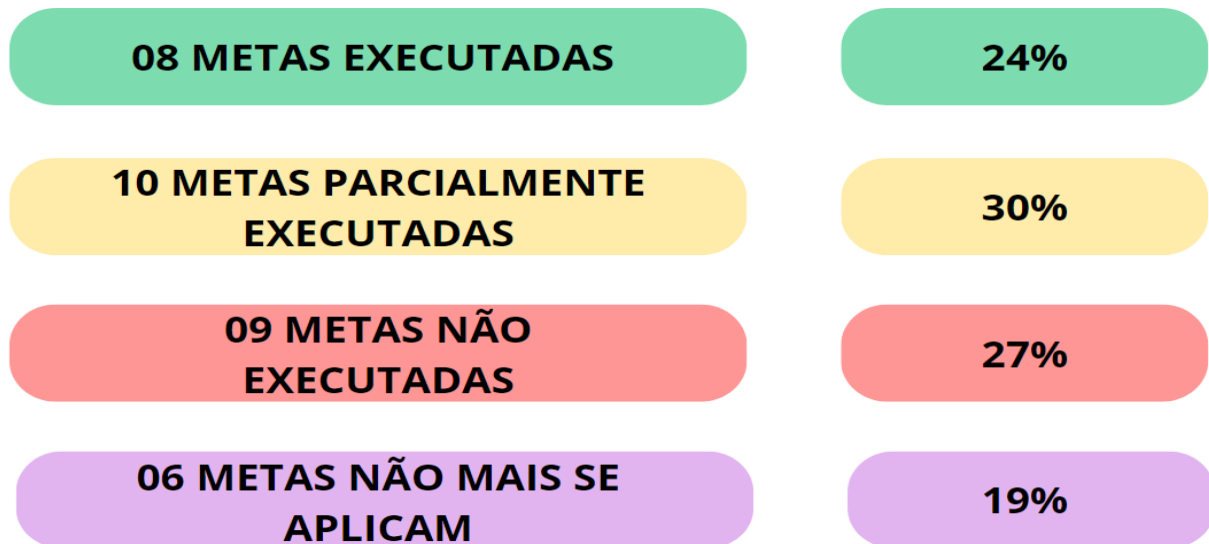 08 METAS EXECUTADAS
24%
10 METAS PARCIALMENTE
EXECUTADAS
30%
09 METAS NÃO
EXECUTADAS
27%
06 METAS NÃO MAIS SE
APLICAM
19%